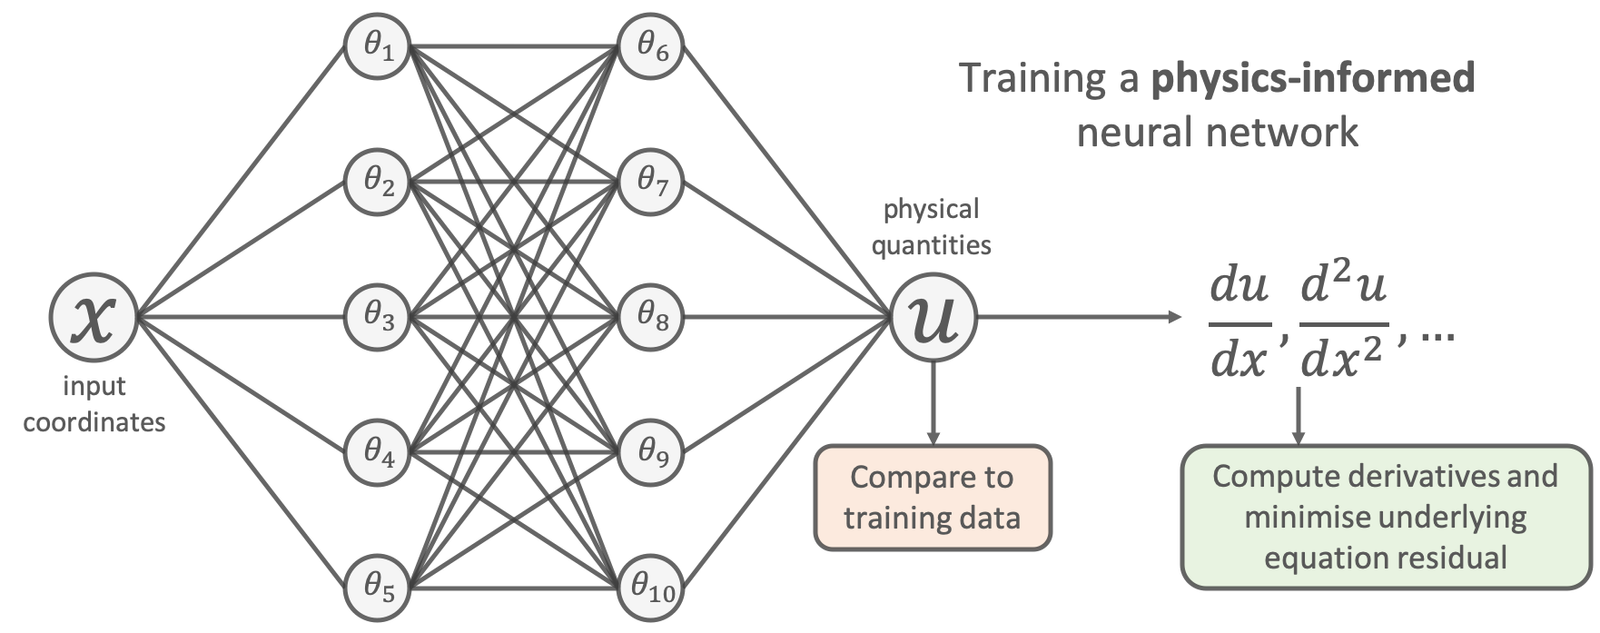 Training a physics-informed
neural network
x
input
coordinates
θ₁
θ₂
θ₃
θ₄
θ₅
θ₆
θ₇
θ₈
θ₉
θ₁₀
physical
quantities
u
du/dx, d²u/dx², ...
Compare to
training data
Compute derivatives and
minimise underlying
equation residual